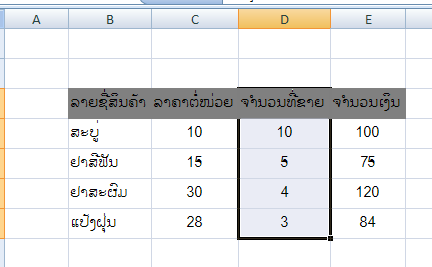 A B C D E
ລາຍຊື່ສິນຄ້າ ລາຄາຕໍ່ໜ່ວຍ ຈຳນວນທີ່ຂາຍ ຈຳນວນເງິນ
ສະບູ່ 10 10 100
ຢາສີຟັນ 15 5 75
ຢາສະຜົມ 30 4 120
ແປ້ງຝຸ່ນ 28 3 84